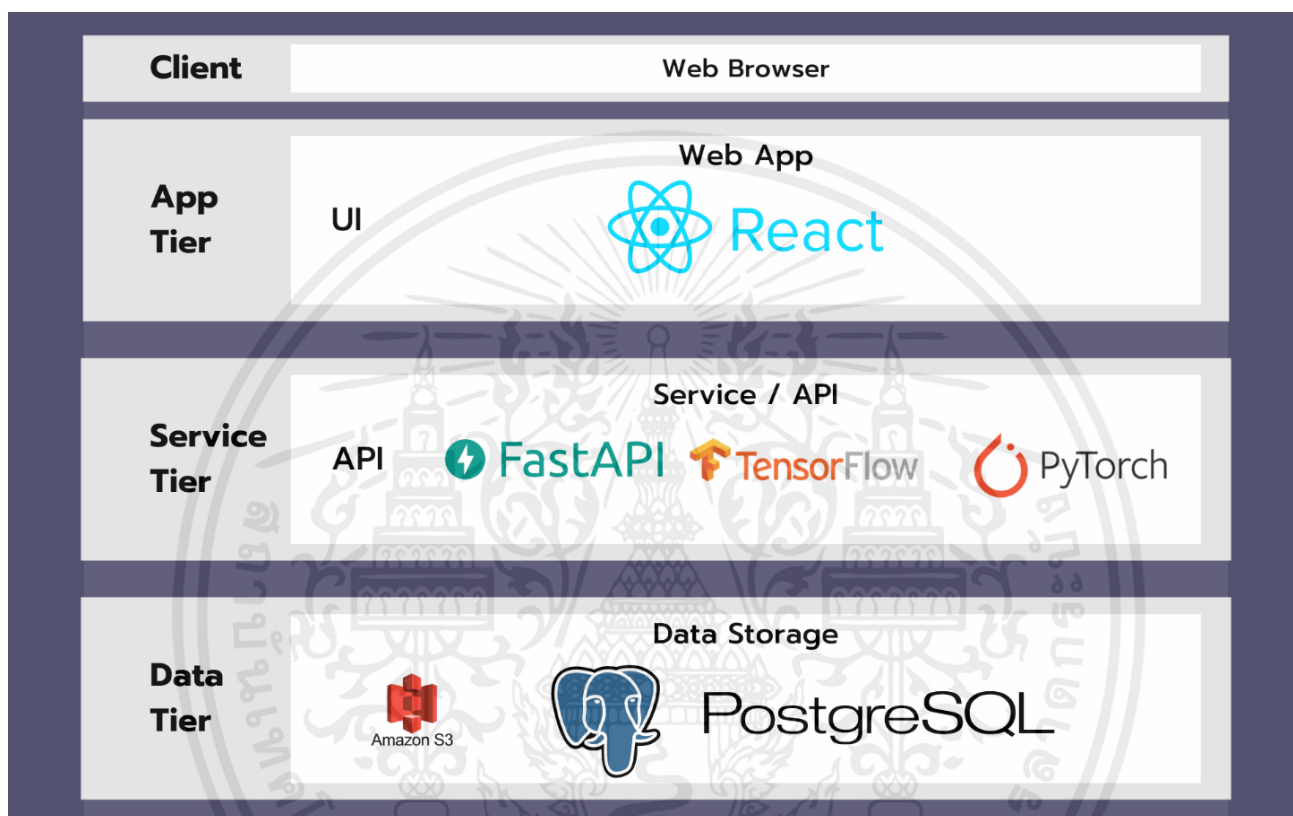 Client
Web Browser
App
Tier
Web App
UI
React
Service
Tier
Service / API
API
FastAPI
TensorFlow
PyTorch
Data
Tier
Data Storage
Amazon S3
PostgreSQL